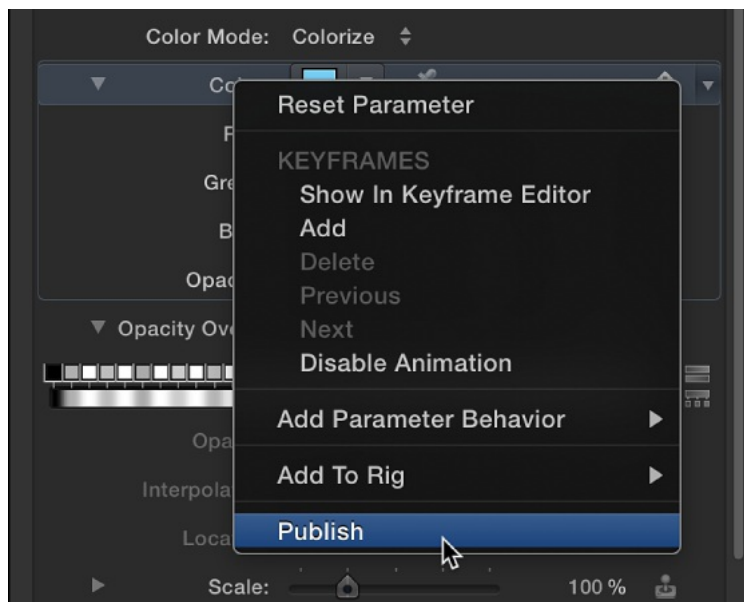 Color Mode: Colorize
Co
Reset Parameter
KEYFRAMES
Gre
Show In Keyframe Editor
B
Add
Delete
Opac
Previous
Opacity Ov
Next
Disable Animation
Add Parameter Behavior
Opa
Add To Rig
Interpola
Loca
Publish
Scale: 100 %